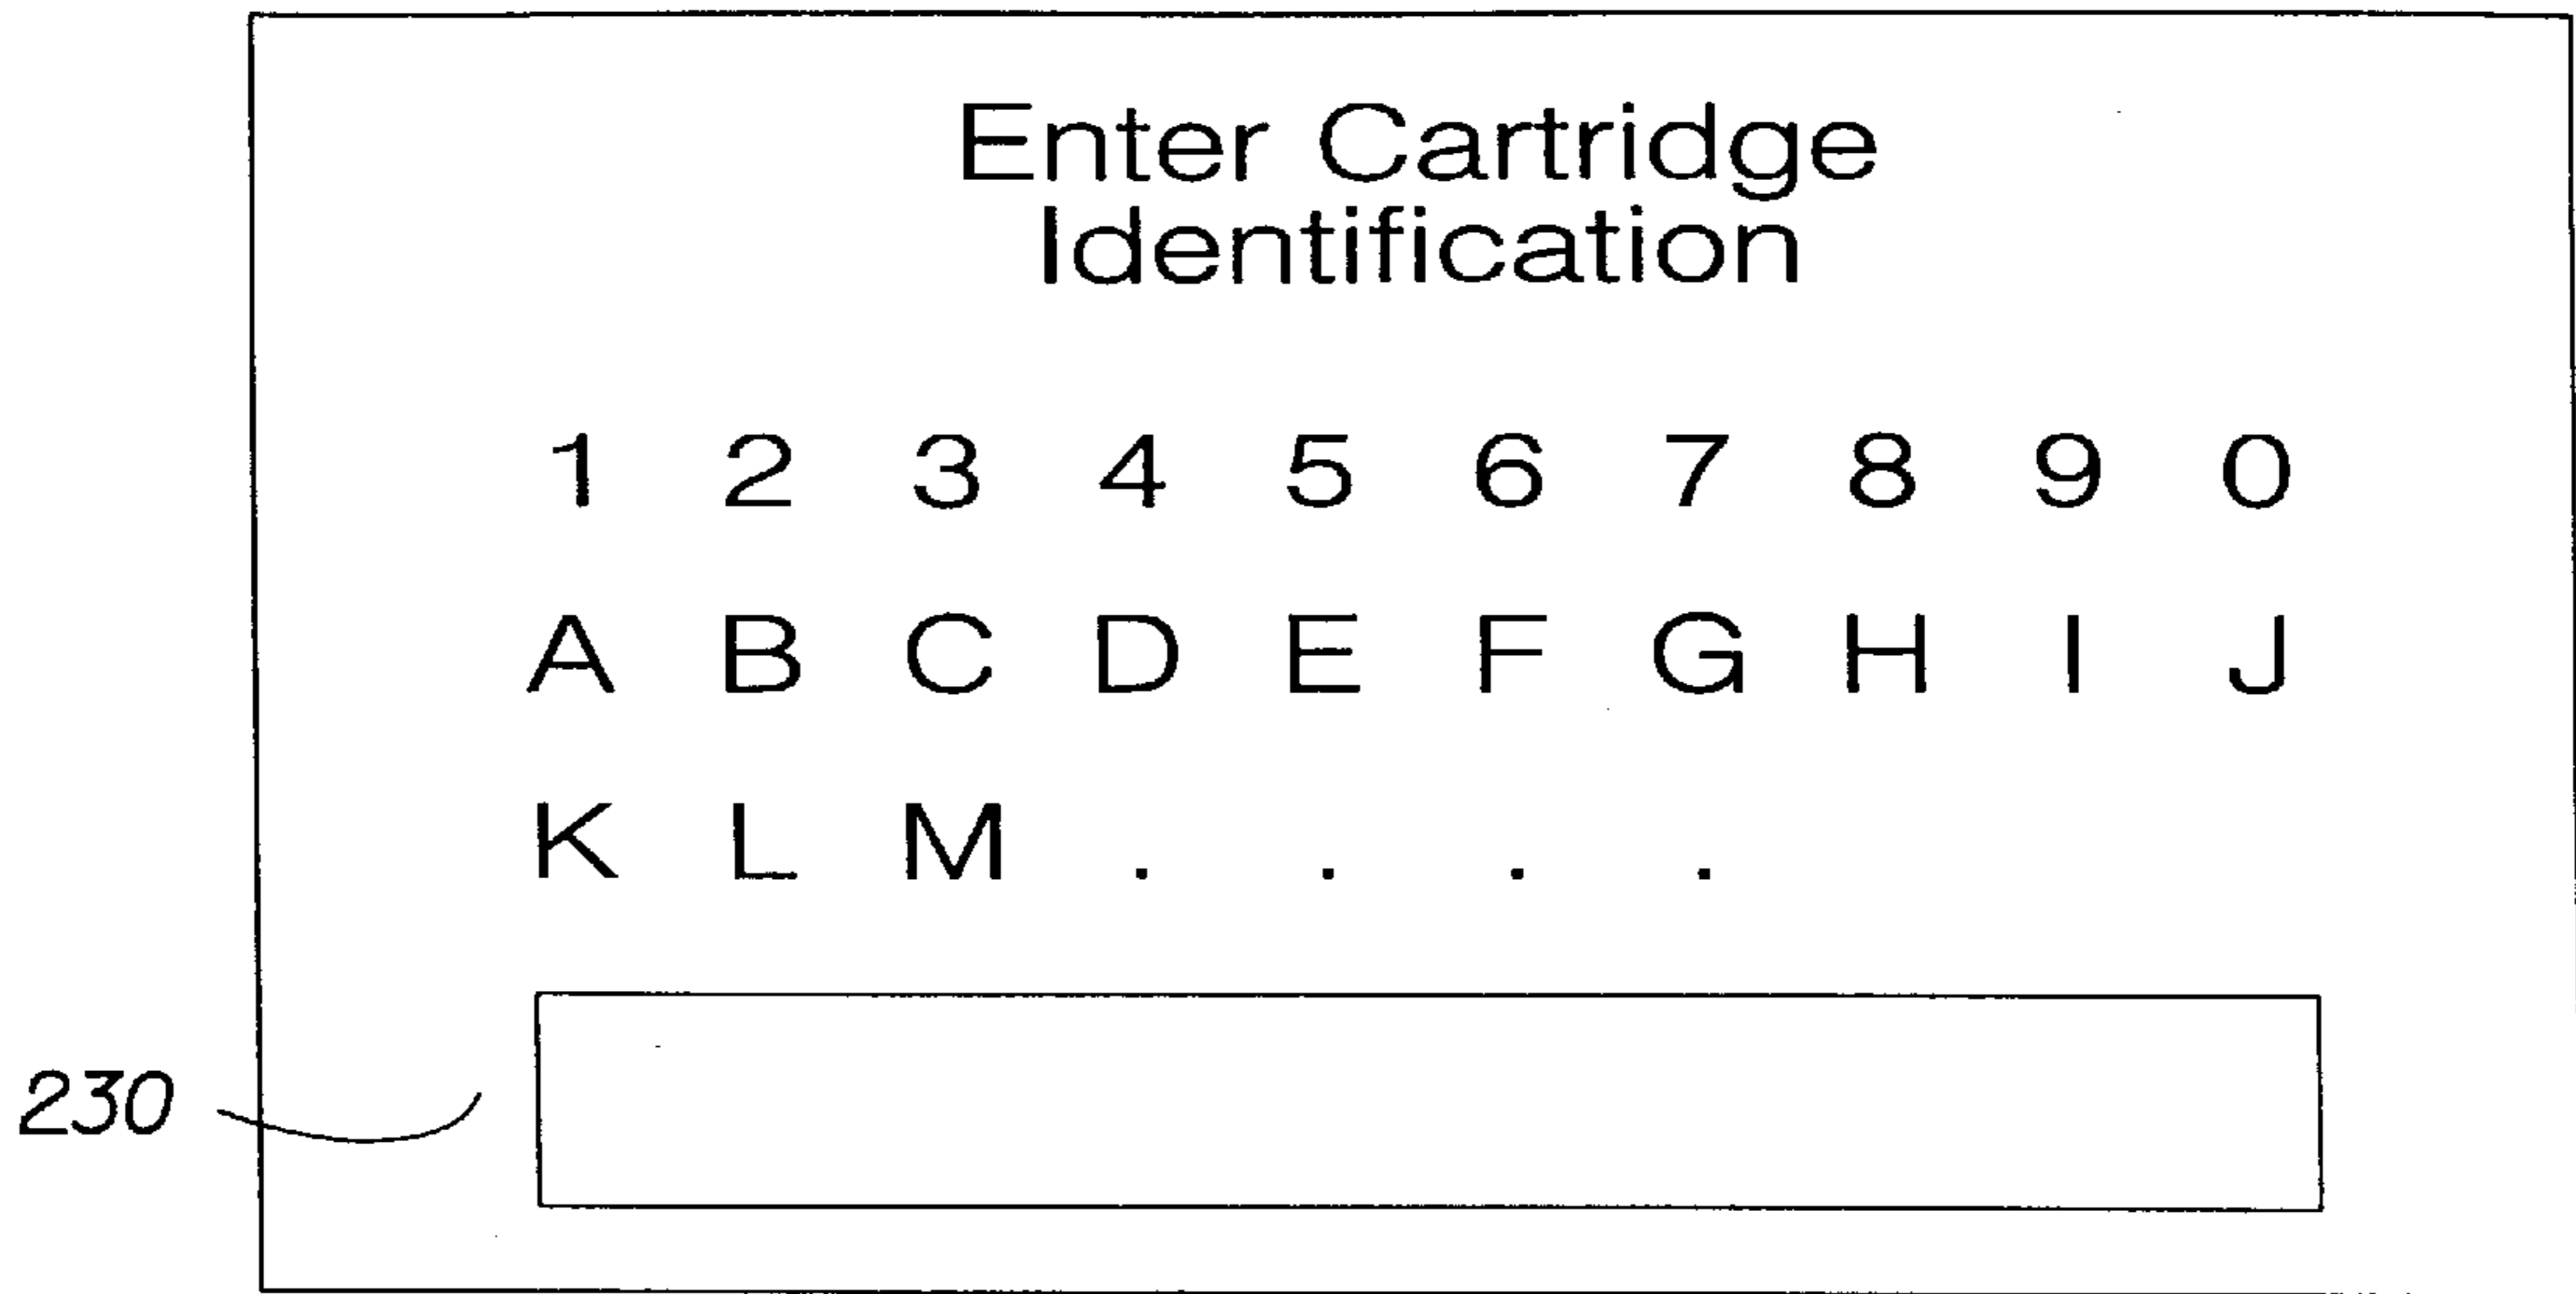 Enter Cartridge
Identification
1 2 3 4 5 6 7 8 9 0
A B C D E F G H I J
K L M . . . .
230